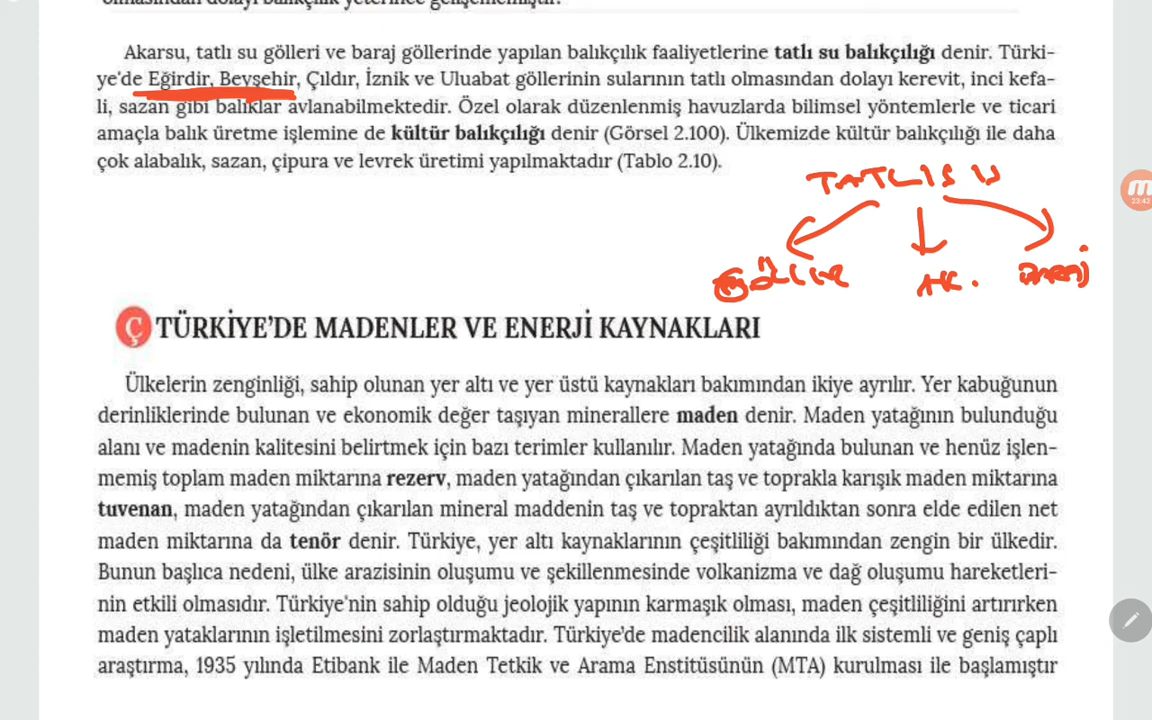 olmasından dolayı balıkçılık yeterince gelişememiştir.
Akarsu, tatlı su gölleri ve baraj göllerinde yapılan balıkçılık faaliyetlerine tatlı su balıkçılığı denir. Türki-
ye'de Eğirdir, Beyşehir, Çıldır, İznik ve Uluabat göllerinin sularının tatlı olmasından dolayı kerevit, inci kefa-
li, sazan gibi balıklar avlanabilmektedir. Özel olarak düzenlenmiş havuzlarda bilimsel yöntemlerle ve ticari
amaçla balık üretme işlemine de kültür balıkçılığı denir (Görsel 2.100). Ülkemizde kültür balıkçılığı ile daha
çok alabalık, sazan, çipura ve levrek üretimi yapılmaktadır (Tablo 2.10).
TATLISU
AK.
23:43
Ç TÜRKİYE'DE MADENLER VE ENERJİ KAYNAKLARI
Ülkelerin zenginliği, sahip olunan yer altı ve yer üstü kaynakları bakımından ikiye ayrılır. Yer kabuğunun
derinliklerinde bulunan ve ekonomik değer taşıyan minerallere maden denir. Maden yatağının bulunduğu
alanı ve madenin kalitesini belirtmek için bazı terimler kullanılır. Maden yatağında bulunan ve henüz işlen-
memiş toplam maden miktarına rezerv, maden yatağından çıkarılan taş ve toprakla karışık maden miktarına
tuvenan, maden yatağından çıkarılan mineral maddenin taş ve topraktan ayrıldıktan sonra elde edilen net
maden miktarına da tenör denir. Türkiye, yer altı kaynaklarının çeşitliliği bakımından zengin bir ülkedir.
Bunun başlıca nedeni, ülke arazisinin oluşumu ve şekillenmesinde volkanizma ve dağ oluşumu hareketleri-
nin etkili olmasıdır. Türkiye'nin sahip olduğu jeolojik yapının karmaşık olması, maden çeşitliliğini artırırken
maden yataklarının işletilmesini zorlaştırmaktadır. Türkiye'de madencilik alanında ilk sistemli ve geniş çaplı
araştırma, 1935 yılında Etibank ile Maden Tetkik ve Arama Enstitüsünün (MTA) kurulması ile başlamıştır